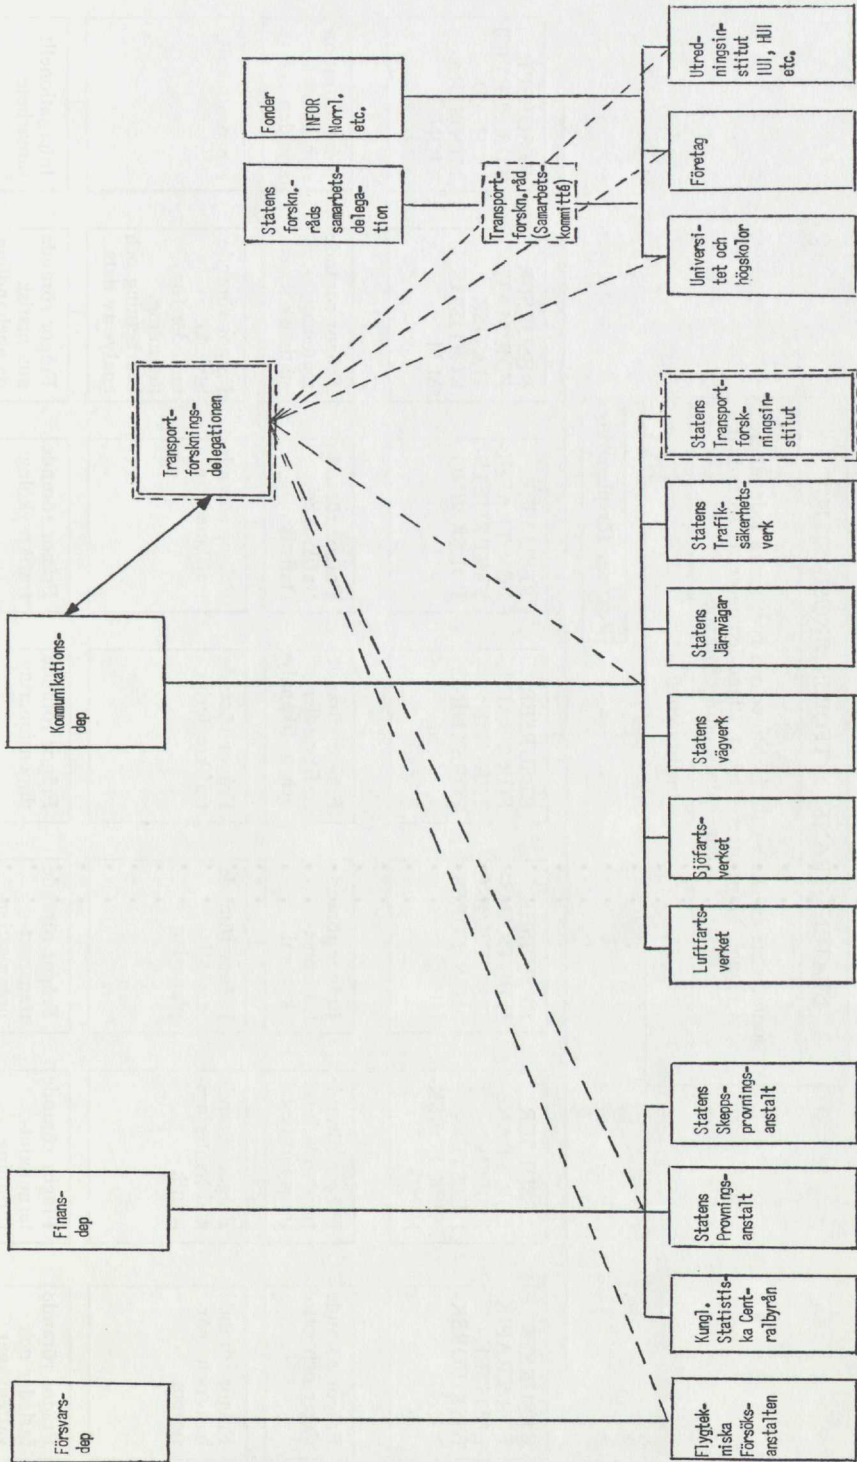 Försvars-
dep
Finans-
dep
Kommunikations-
dep
Transport-
forsknings-
delegationen
Statens
forskn.-
råds
samarbets-
delega-
tion
Fonder
INFOR
Norrl.
etc.
Transport-
forskn.råd
(Samarbets-
kommitté)
Flygtek-
niska
Försöks-
anstalten
Kungl.
Statistis-
ka Cent-
ralbyrån
Statens
Provnings-
anstalt
Statens
Skepps-
provnings-
anstalt
Luftfarts-
verket
Sjöfarts-
verket
Statens
vägverk
Statens
Järnvägar
Statens
Trafik-
säkerhets-
verk
Statens
Transport-
forsk-
ningsin-
stitut
Universi-
tet och
högskolor
Företag
Utred-
ningsin-
stitut
IUI, HUI
etc.